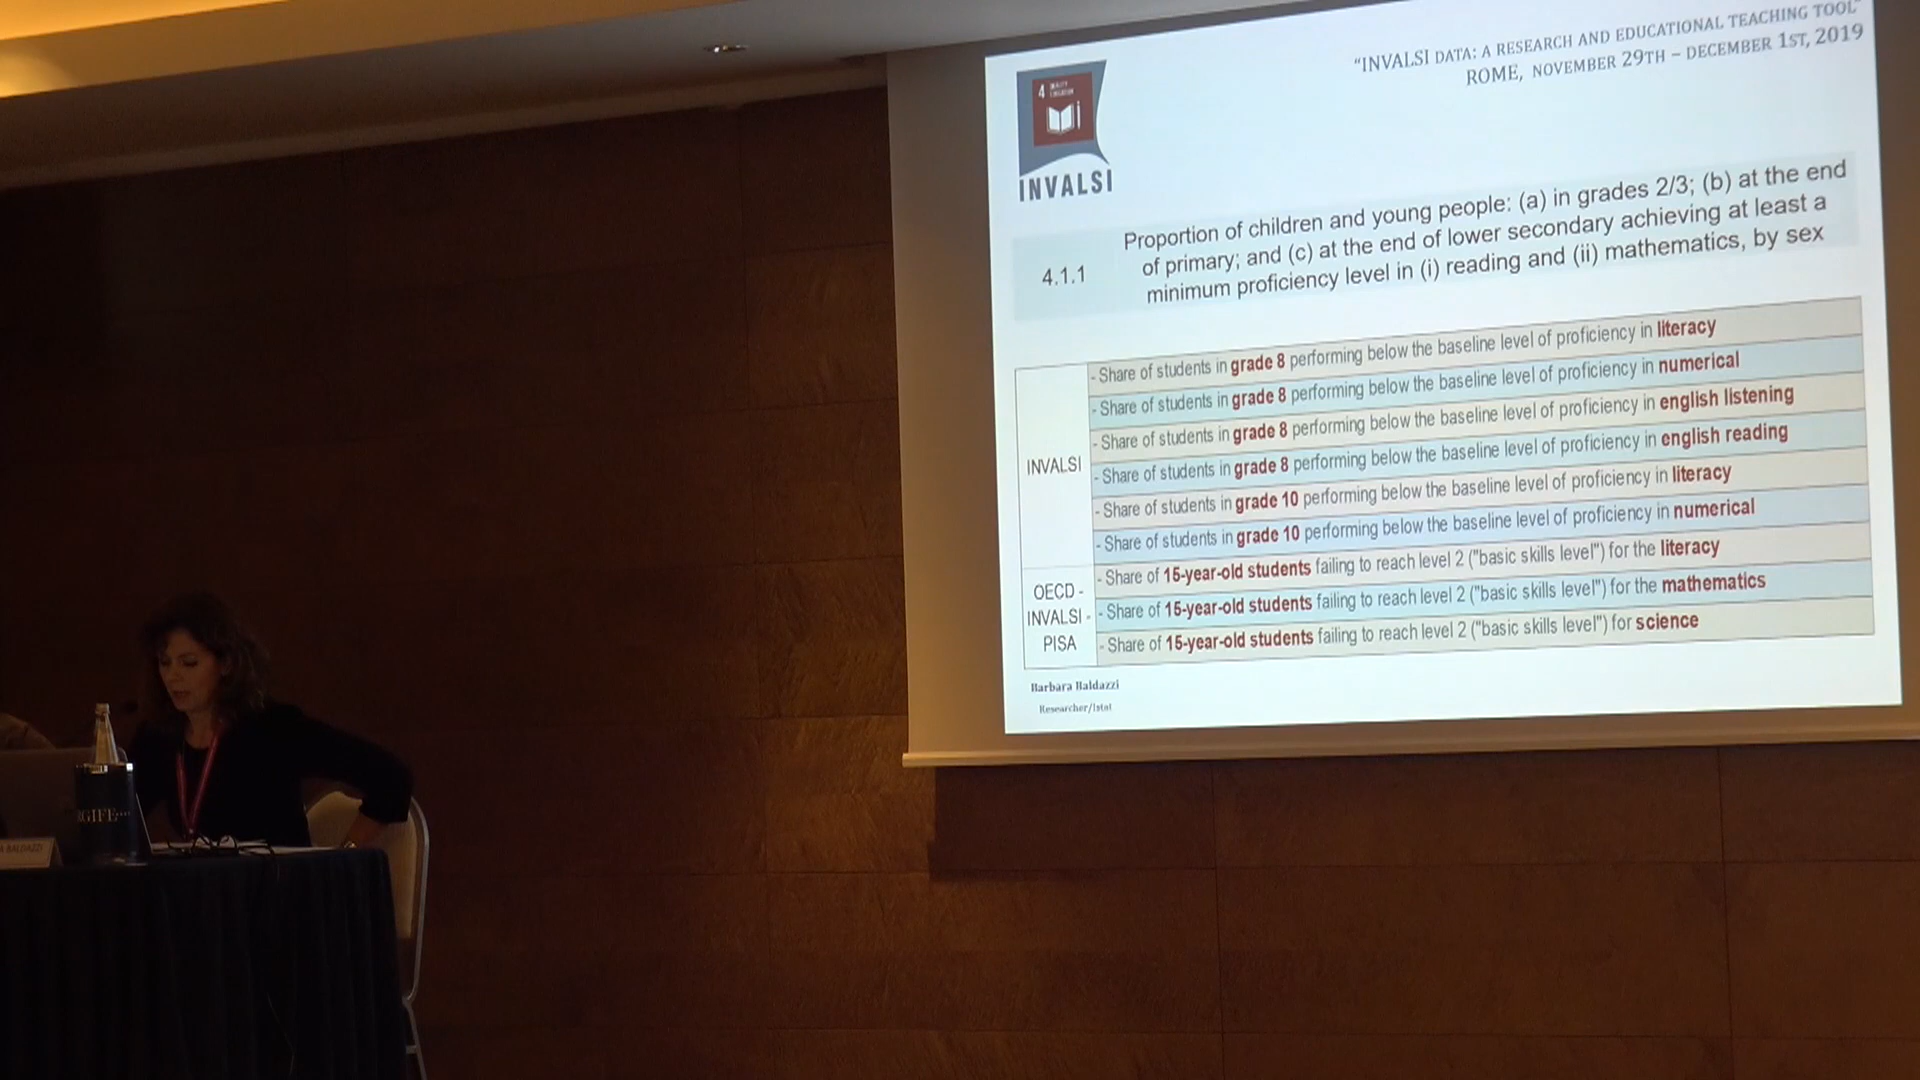 “INVALSI DATA: A RESEARCH AND EDUCATIONAL TEACHING TOOL”
ROME, NOVEMBER 29TH – DECEMBER 1ST, 2019
4
INVALSI
4.1.1
Proportion of children and young people: (a) in grades 2/3; (b) at the end
of primary; and (c) at the end of lower secondary achieving at least a
minimum proficiency level in (i) reading and (ii) mathematics, by sex
INVALSI
- Share of students in grade 8 performing below the baseline level of proficiency in literacy
- Share of students in grade 8 performing below the baseline level of proficiency in numerical
- Share of students in grade 8 performing below the baseline level of proficiency in english listening
- Share of students in grade 8 performing below the baseline level of proficiency in english reading
- Share of students in grade 10 performing below the baseline level of proficiency in literacy
- Share of students in grade 10 performing below the baseline level of proficiency in numerical
OECD -
INVALSI -
PISA
- Share of 15-year-old students failing to reach level 2 ("basic skills level") for the literacy
- Share of 15-year-old students failing to reach level 2 ("basic skills level") for the mathematics
- Share of 15-year-old students failing to reach level 2 ("basic skills level") for science
Barbara Baldazzi
Researcher/Istat
RGIFE
A BALDAZZI